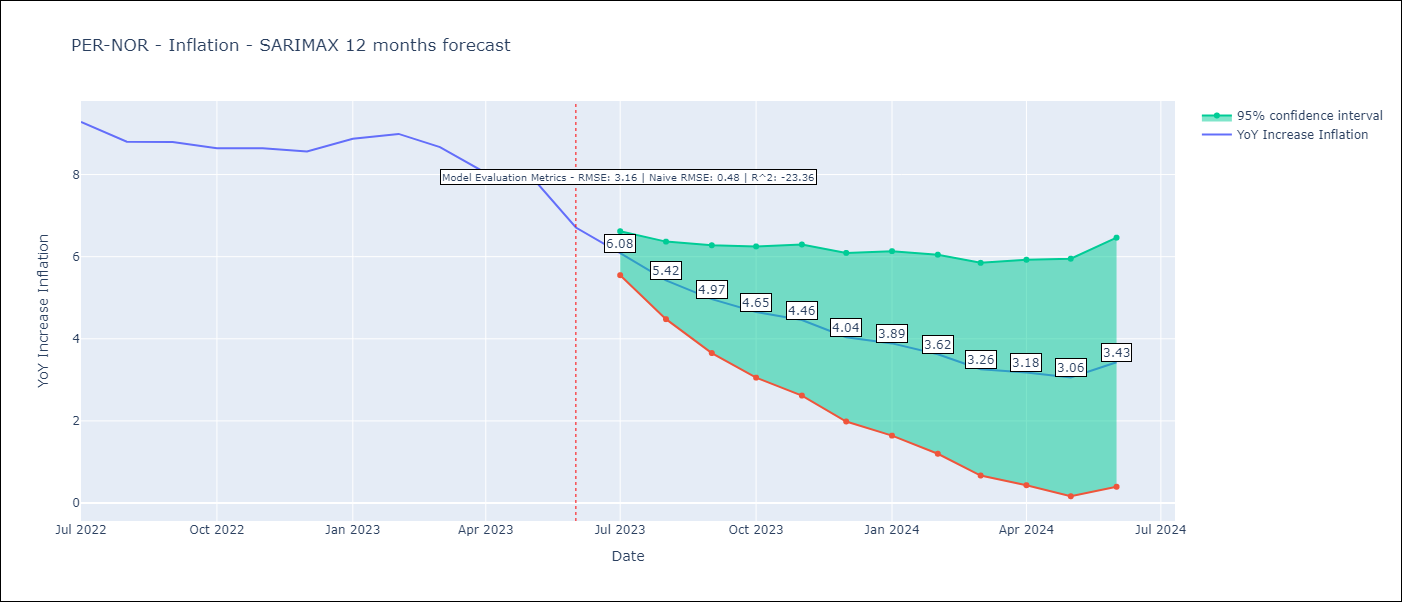 PER-NOR - Inflation - SARIMAX 12 months forecast
95% confidence interval
YoY Increase Inflation
Model Evaluation Metrics - RMSE: 3.16 | Naive RMSE: 0.48 | R^2: -23.36
YoY Increase Inflation
8
6
4
2
0
6.08
5.42
4.97
4.65
4.46
4.04
3.89
3.62
3.26
3.18
3.06
3.43
Jul 2022
Oct 2022
Jan 2023
Apr 2023
Jul 2023
Oct 2023
Jan 2024
Apr 2024
Jul 2024
Date